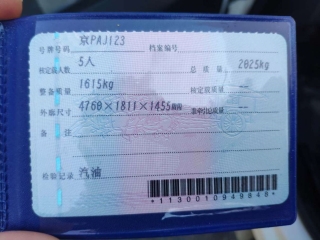 号牌号码 京PAJ123 档案编号
核定载人数 5人 总质量 2025kg
整备质量 1615kg 核定载质量 —
外廓尺寸 4760×1811×1455mm 准牵引总质量 —
备注
检验记录 汽油
*1130010949848*